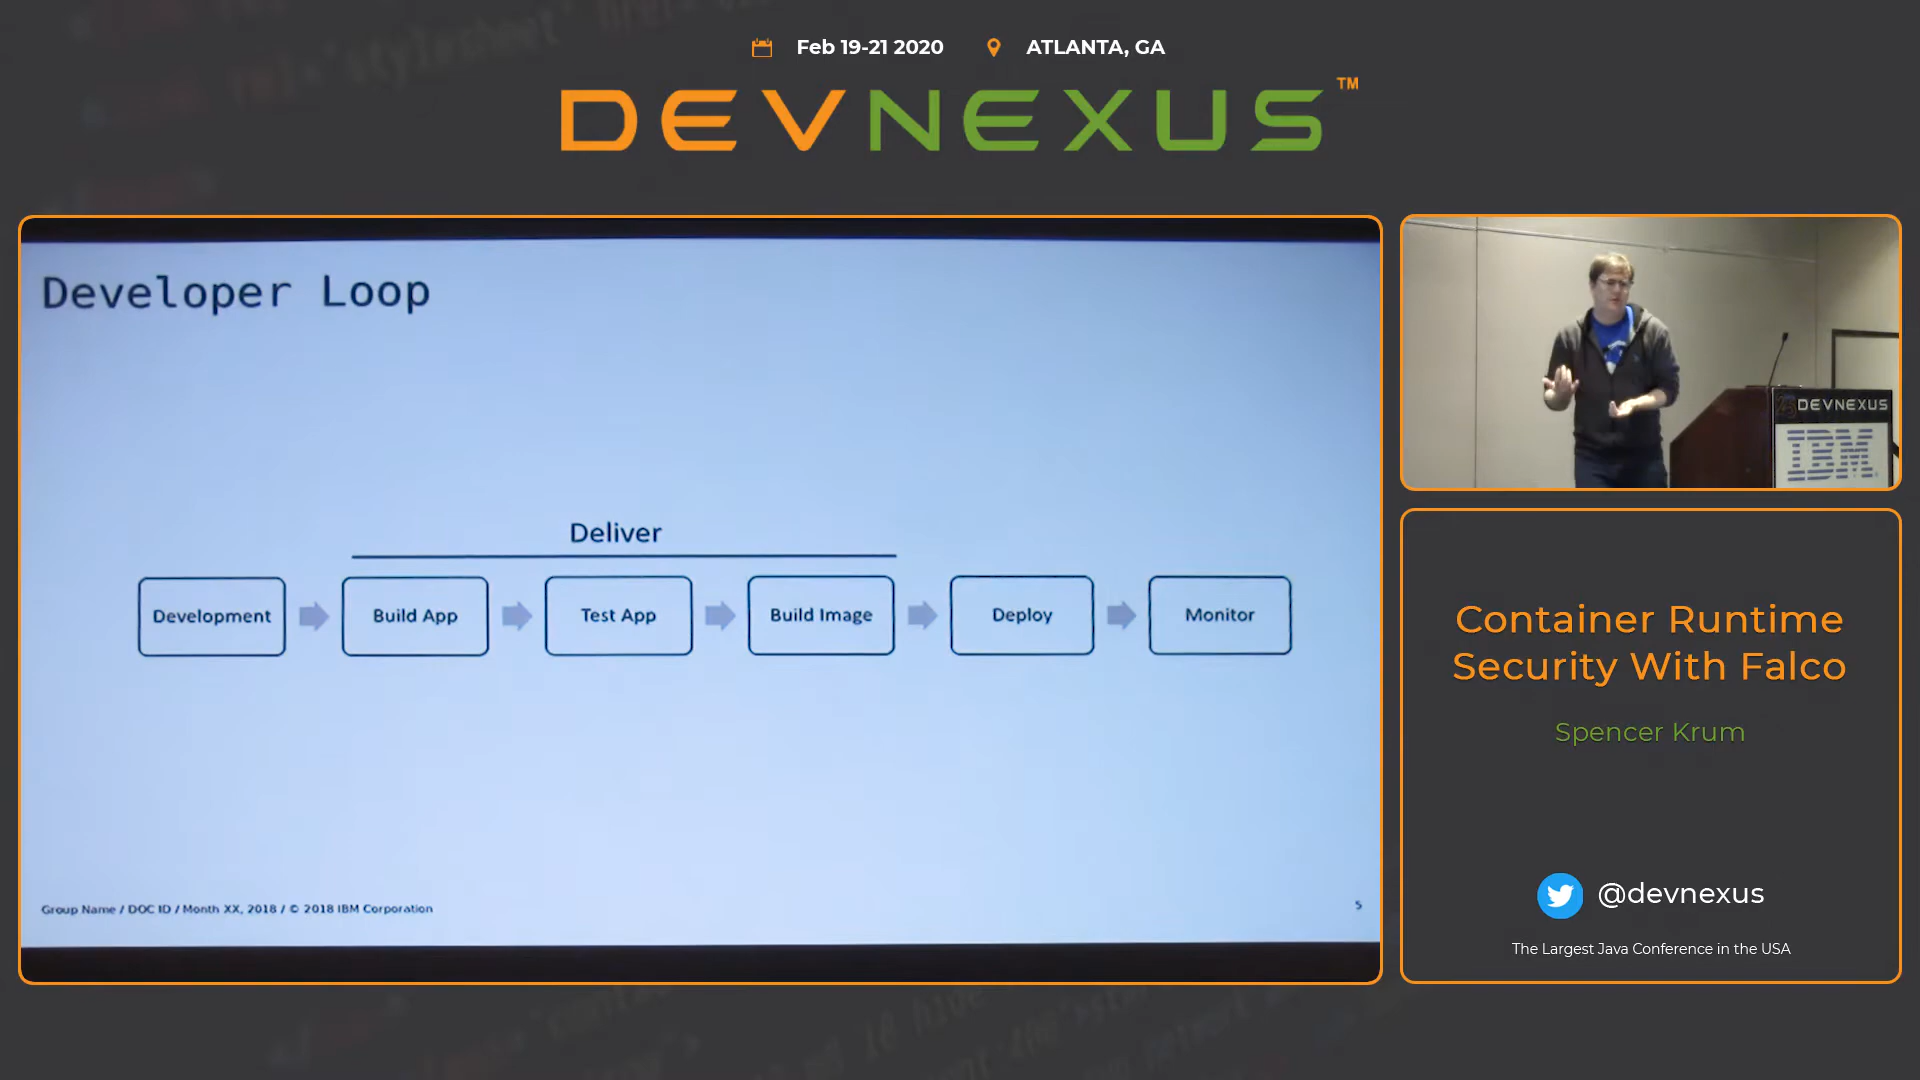 Feb 19-21 2020
ATLANTA, GA
DEVNEXUS™
Developer Loop
Deliver
Development
Build App
Test App
Build Image
Deploy
Monitor
Group Name / DOC ID / Month XX, 2018 / © 2018 IBM Corporation
5
DEVNEXUS
IBM
Container Runtime
Security With Falco
Spencer Krum
@devnexus
The Largest Java Conference in the USA